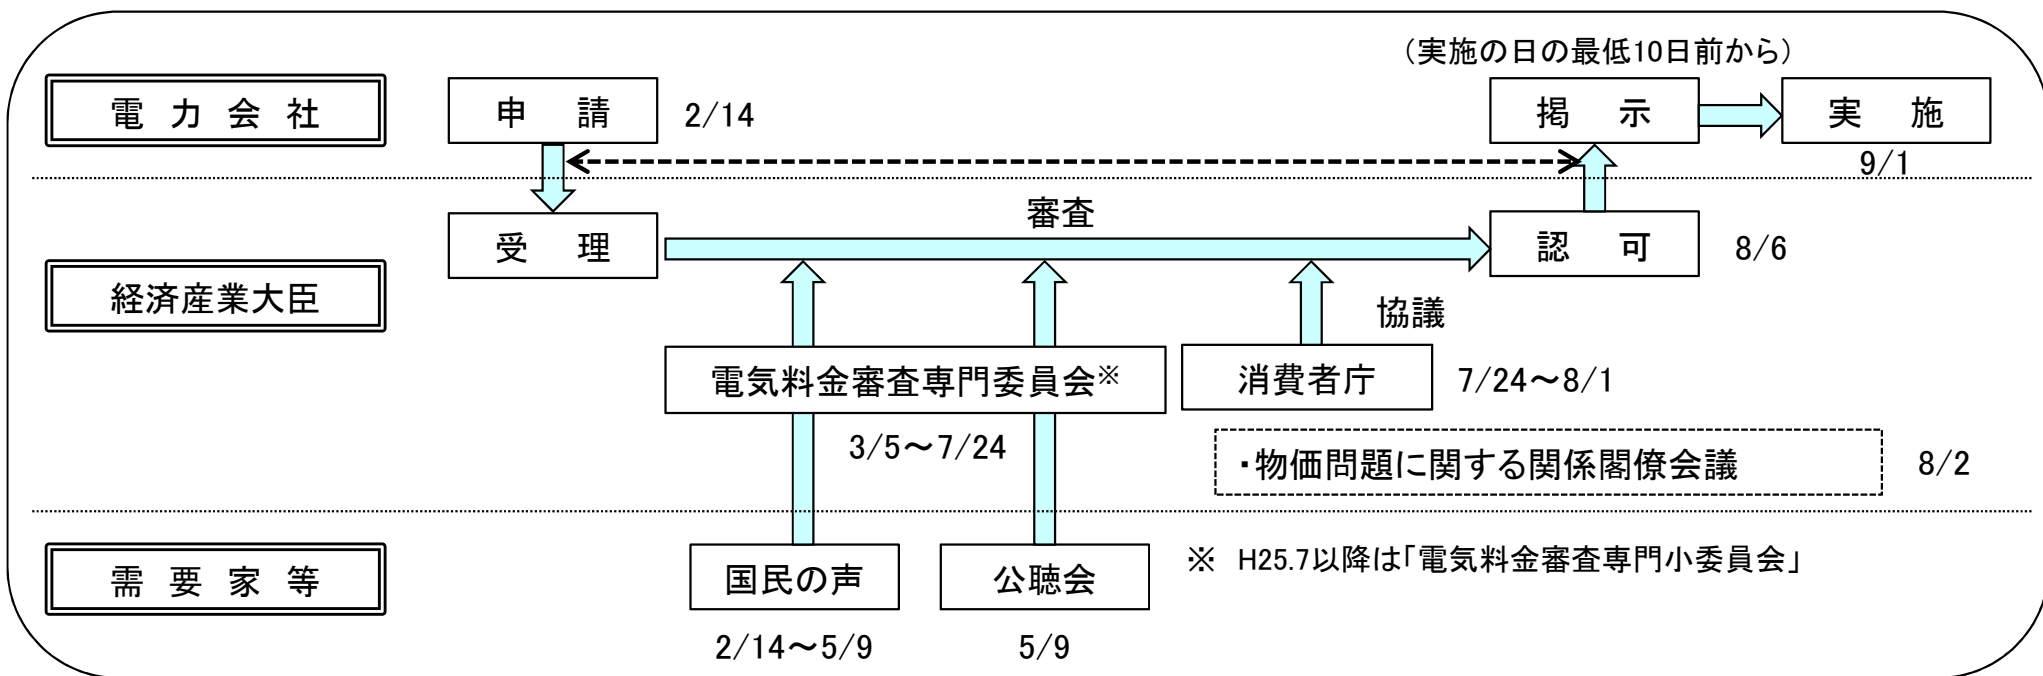 （実施の日の最低10日前から）
電力会社
申請
2/14
掲示
実施
9/1
審査
受理
認可
8/6
経済産業大臣
協議
電気料金審査専門委員会※
消費者庁
7/24～8/1
3/5～7/24
・物価問題に関する関係閣僚会議
8/2
需要家等
国民の声
公聴会
※ H25.7以降は「電気料金審査専門小委員会」
2/14～5/9
5/9